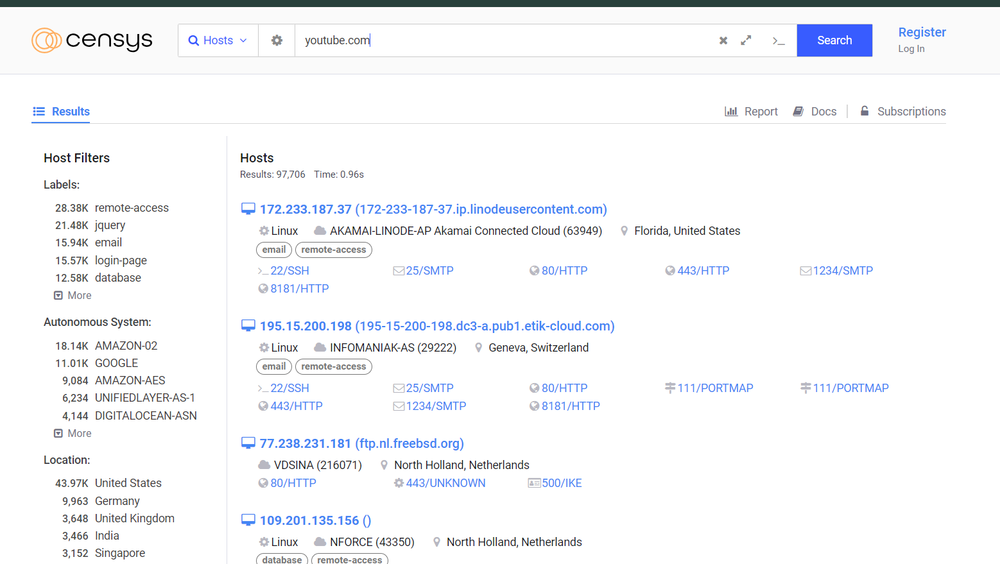 censys
Hosts
youtube.com
Search
Register
Log In
Results
Report
Docs
Subscriptions
Host Filters
Labels:
28.38K remote-access
21.48K jquery
15.94K email
15.57K login-page
12.58K database
More
Autonomous System:
18.14K AMAZON-02
11.01K GOOGLE
9,084 AMAZON-AES
6,234 UNIFIEDLAYER-AS-1
4,144 DIGITALOCEAN-ASN
More
Location:
43.97K United States
9,963 Germany
3,648 United Kingdom
3,466 India
3,152 Singapore
Hosts
Results: 97,706 Time: 0.96s
172.233.187.37 (172-233-187-37.ip.linodeusercontent.com)
Linux AKAMAI-LINODE-AP Akamai Connected Cloud (63949) Florida, United States
email remote-access
22/SSH 25/SMTP 80/HTTP 443/HTTP 1234/SMTP
8181/HTTP
195.15.200.198 (195-15-200-198.dc3-a.pub1.etik-cloud.com)
Linux INFOMANIAK-AS (29222) Geneva, Switzerland
email remote-access
22/SSH 25/SMTP 80/HTTP 111/PORTMAP 111/PORTMAP
443/HTTP 1234/SMTP 8181/HTTP
77.238.231.181 (ftp.nl.freebsd.org)
VDSINA (216071) North Holland, Netherlands
80/HTTP 443/UNKNOWN 500/IKE
109.201.135.156 ()
Linux NFORCE (43350) North Holland, Netherlands
database remote-access